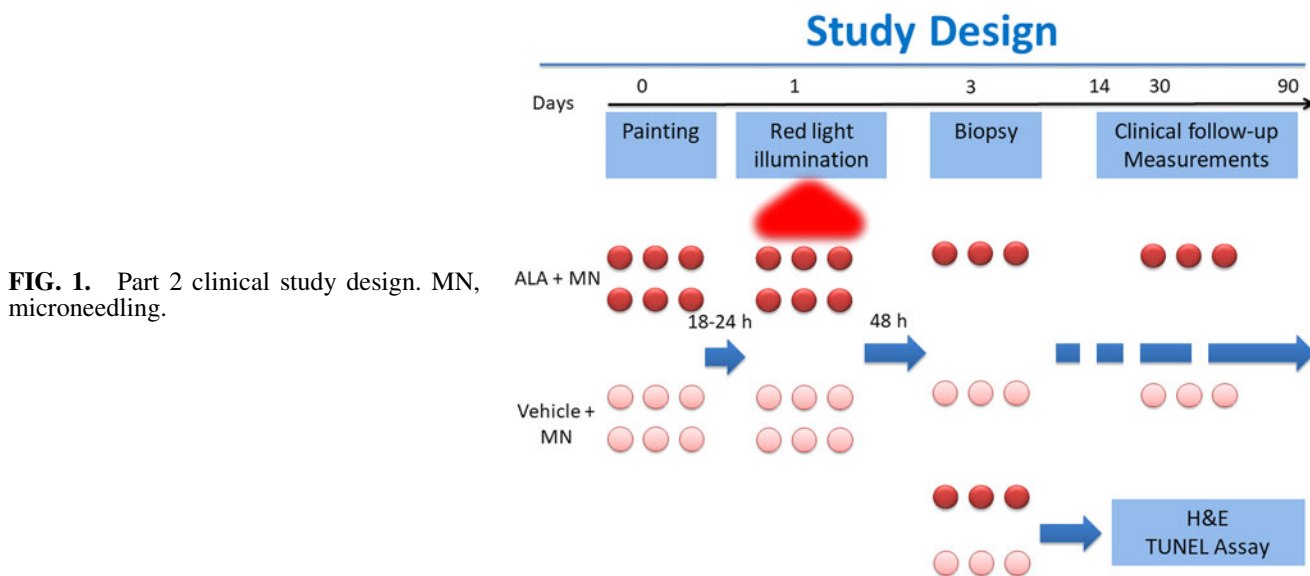 Study Design
Days
0 1 3 14 30 90
Painting
Red light
illumination
Biopsy
Clinical follow-up
Measurements
ALA + MN
18-24 h
48 h
Vehicle +
MN
H&E
TUNEL Assay
FIG. 1. Part 2 clinical study design. MN,
microneedling.